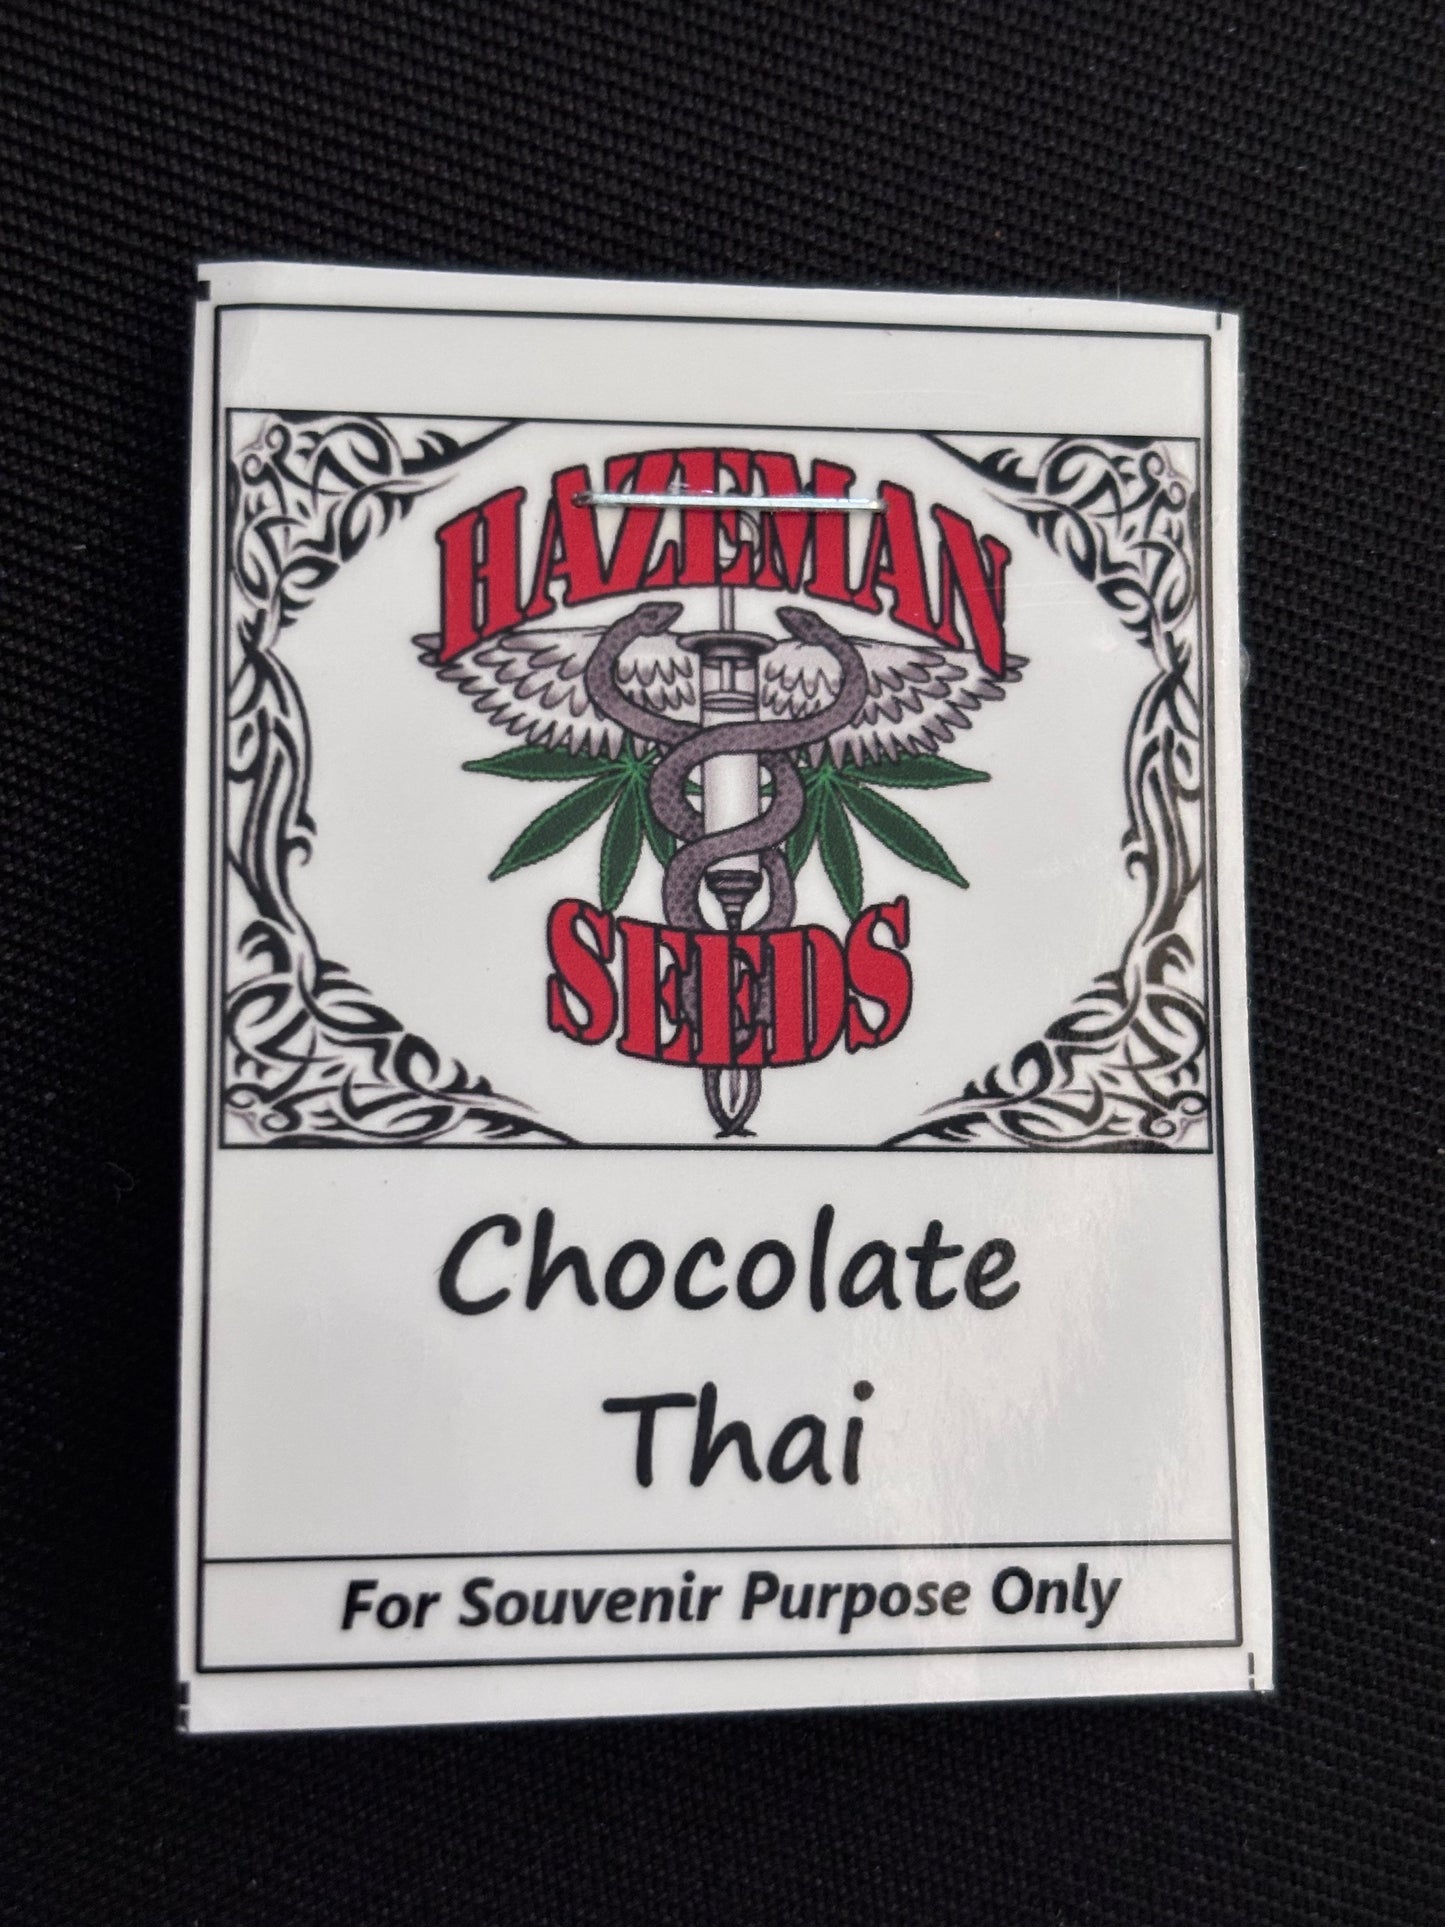 HAZEMAN
SEEDS
Chocolate
Thai
For Souvenir Purpose Only